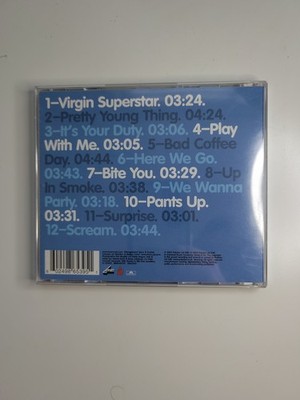 1–Virgin Superstar. 03:24.
2–Pretty Young Thing. 04:24.
3–It's Your Duty. 03:06. 4–Play
With Me. 03:05. 5–Bad Coffee
Day. 04:44. 6–Here We Go.
03:43. 7–Bite You. 03:29. 8–Up
In Smoke. 03:38. 9–We Wanna
Party. 03:18. 10–Pants Up.
03:31. 11–Surprise. 03:01.
12–Scream. 03:44.